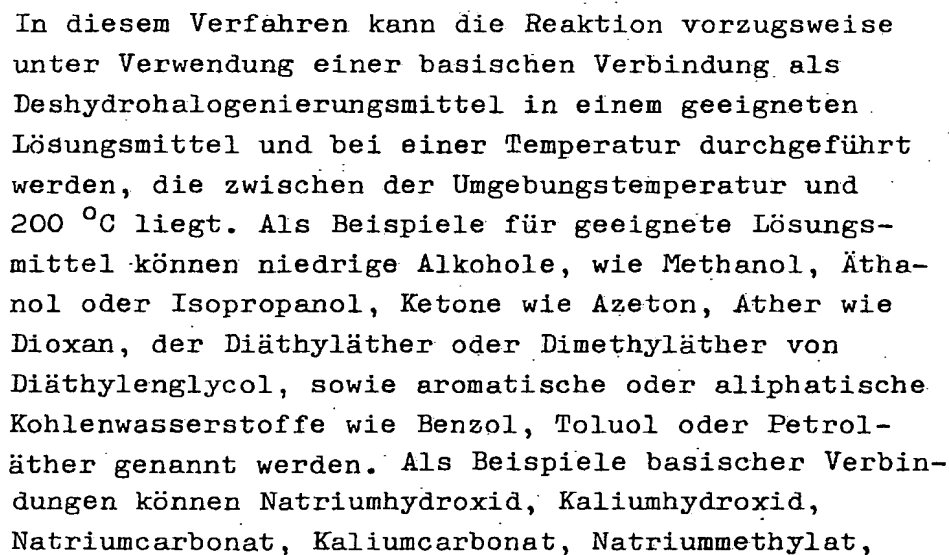 In diesem Verfahren kann die Reaktion vorzugsweise
unter Verwendung einer basischen Verbindung als
Deshydrohalogenierungsmittel in einem geeigneten
Lösungsmittel und bei einer Temperatur durchgeführt
werden, die zwischen der Umgebungstemperatur und
200 °C liegt. Als Beispiele für geeignete Lösungs-
mittel können niedrige Alkohole, wie Methanol, Ätha-
nol oder Isopropanol, Ketone wie Azeton, Äther wie
Dioxan, der Diäthyläther oder Dimethyläther von
Diäthylenglycol, sowie aromatische oder aliphatische
Kohlenwasserstoffe wie Benzol, Toluol oder Petrol-
äther genannt werden. Als Beispiele basischer Verbin-
dungen können Natriumhydroxid, Kaliumhydroxid,
Natriumcarbonat, Kaliumcarbonat, Natriummethylat,